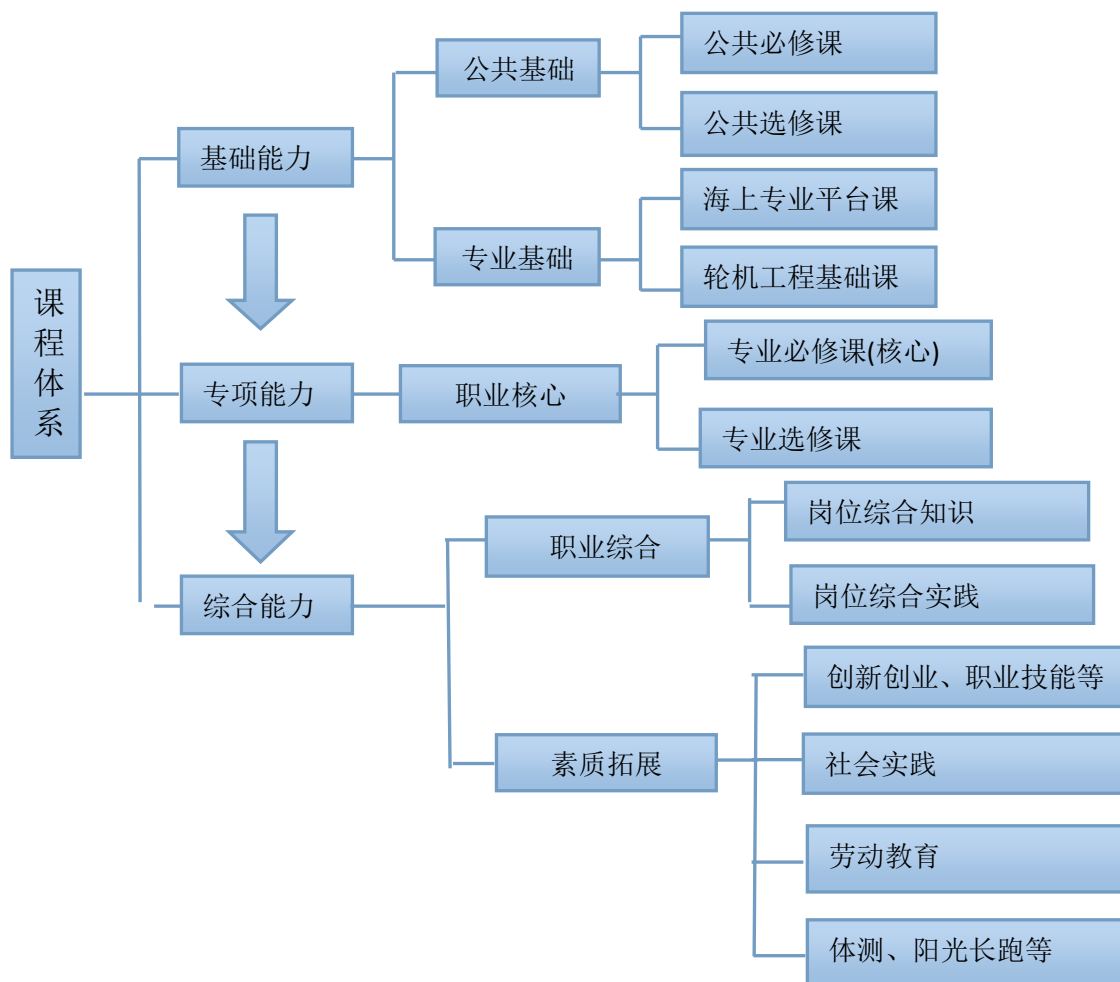 课程体系
基础能力
公共基础
公共必修课
公共选修课
专业基础
海上专业平台课
轮机工程基础课
专项能力
职业核心
专业必修课(核心)
专业选修课
综合能力
职业综合
岗位综合知识
岗位综合实践
素质拓展
创新创业、职业技能等
社会实践
劳动教育
体测、阳光长跑等